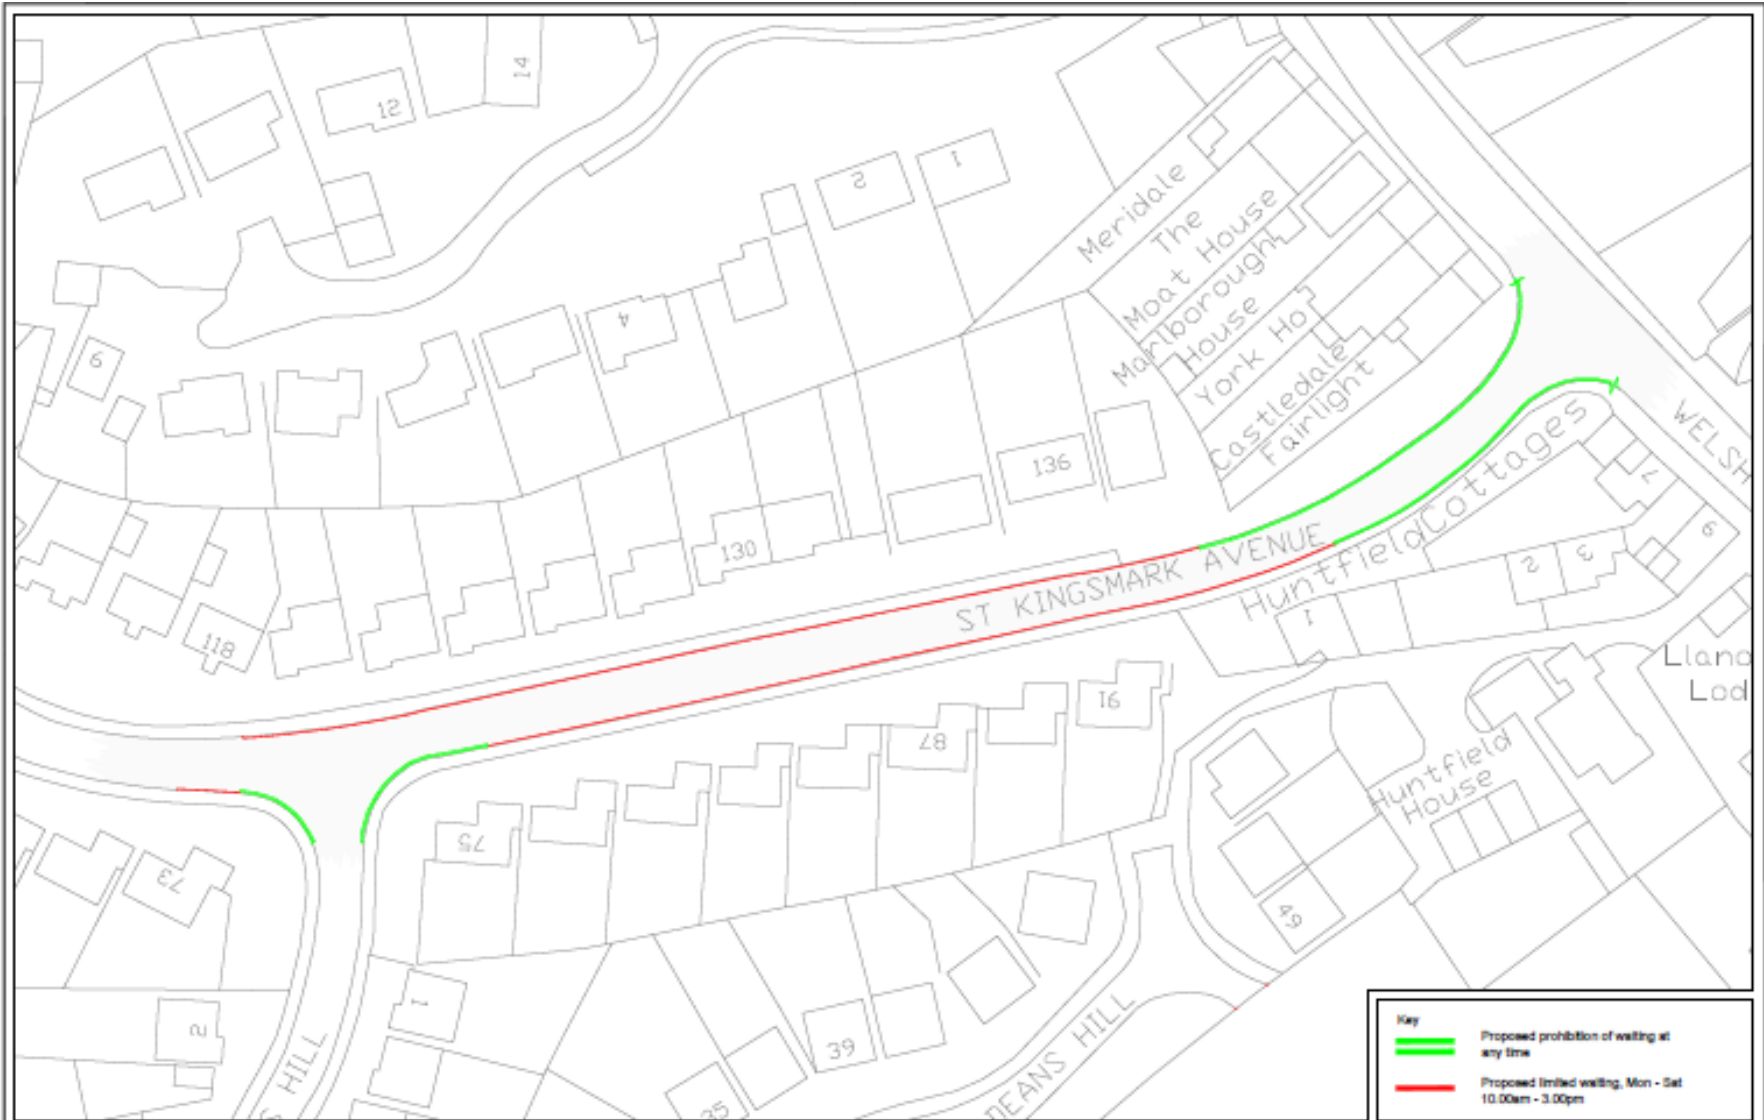 14
12
1
2
Meridale
The
Moat House
Marlborough
House
York Ho
Castledale
Fairlight
4
9
136
130
118
ST KINGSMARK AVENUE
Huntfield Cottages
WELSH
7
6
3
2
1
Llanc
Lod
91
87
75
73
Huntfield
House
49
2
1
39
35
S HILL
DEANS HILL
Key
Proposed prohibition of waiting at
any time
Proposed limited waiting, Mon - Sat
10.00am - 3.00pm